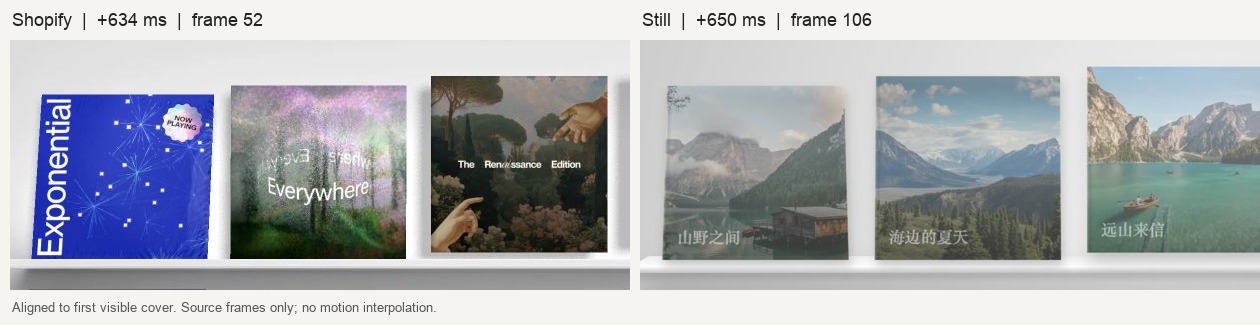 Shopify | +634 ms | frame 52
Still | +650 ms | frame 106
Exponential
NOW
PLAYING
Everywhere
Everywhere
The Renaissance Edition
山野之间
海边的夏天
远山来信
Aligned to first visible cover. Source frames only; no motion interpolation.